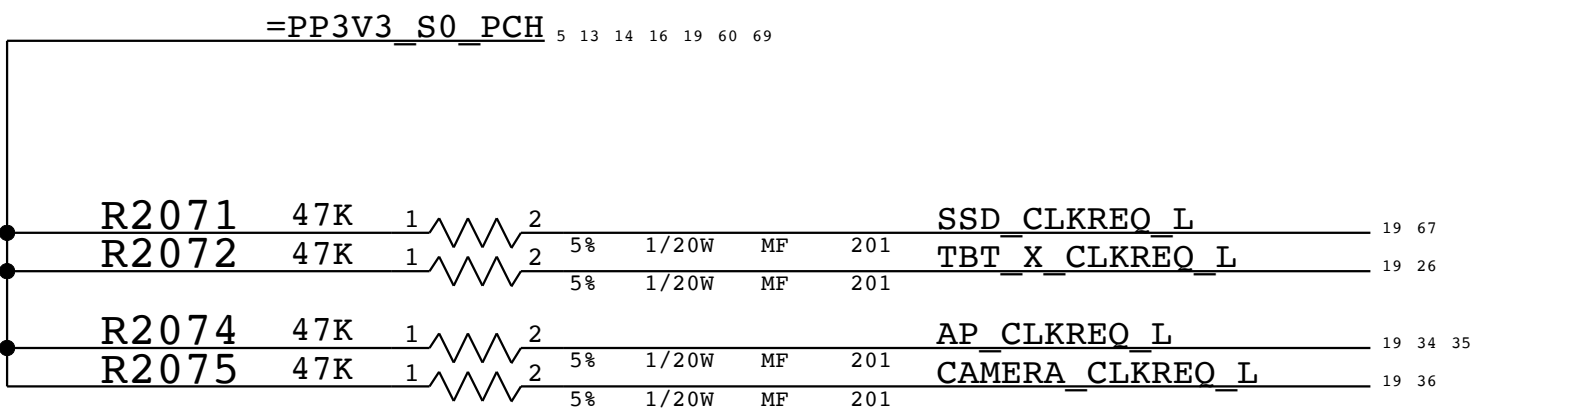 =PP3V3_S0_PCH 5 13 14 16 19 60 69
R2071 47K 1 2 SSD_CLKREQ_L 19 67
5% 1/20W MF 201
R2072 47K 1 2 TBT_X_CLKREQ_L 19 26
5% 1/20W MF 201
R2074 47K 1 2 AP_CLKREQ_L 19 34 35
5% 1/20W MF 201
R2075 47K 1 2 CAMERA_CLKREQ_L 19 36
5% 1/20W MF 201